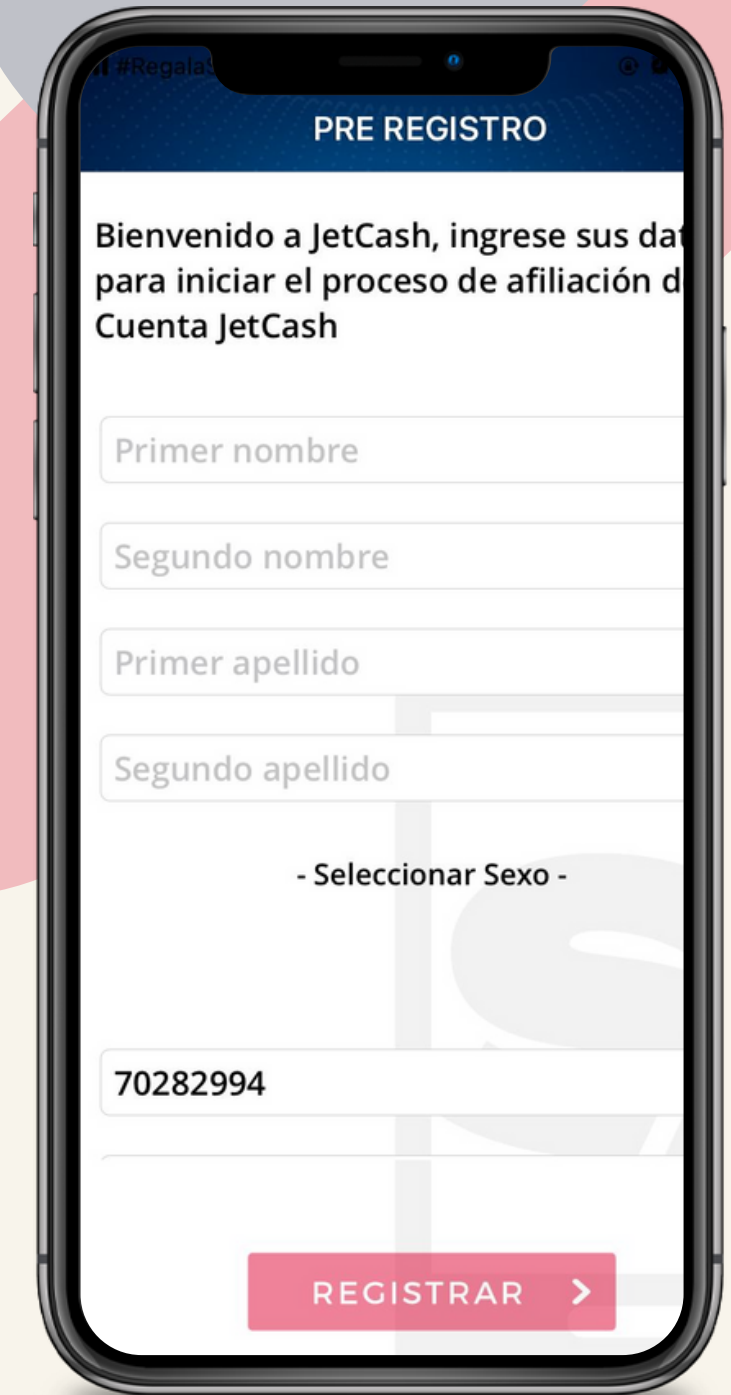 #RegalaS
PRE REGISTRO
Bienvenido a JetCash, ingrese sus dat
para iniciar el proceso de afiliación d
Cuenta JetCash
Primer nombre
Segundo nombre
Primer apellido
Segundo apellido
- Seleccionar Sexo -
70282994
REGISTRAR >